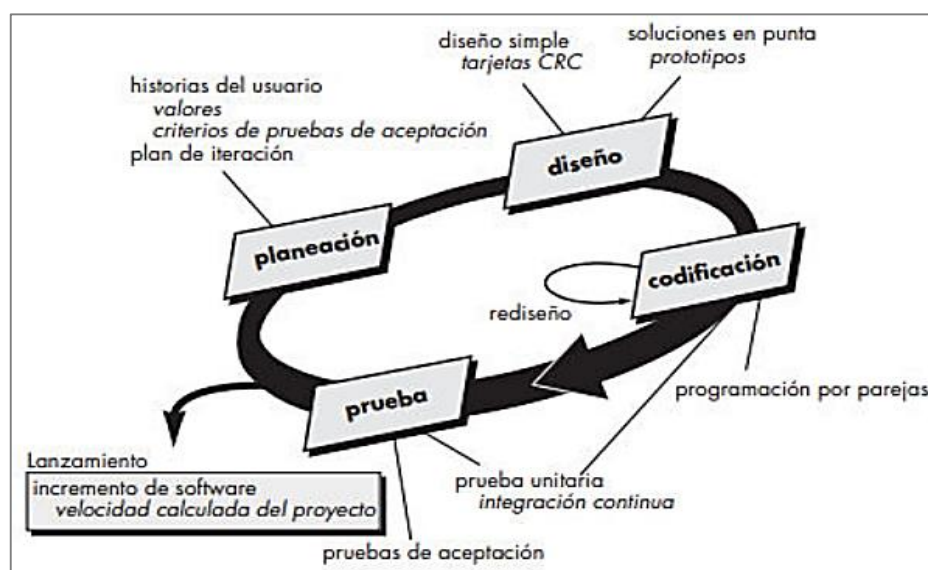 diseño simple
tarjetas CRC
soluciones en punta
prototipos
historias del usuario
valores
criterios de pruebas de aceptación
plan de iteración
diseño
planeación
codificación
rediseño
prueba
programación por parejas
Lanzamiento
incremento de software
velocidad calculada del proyecto
prueba unitaria
integración continua
pruebas de aceptación